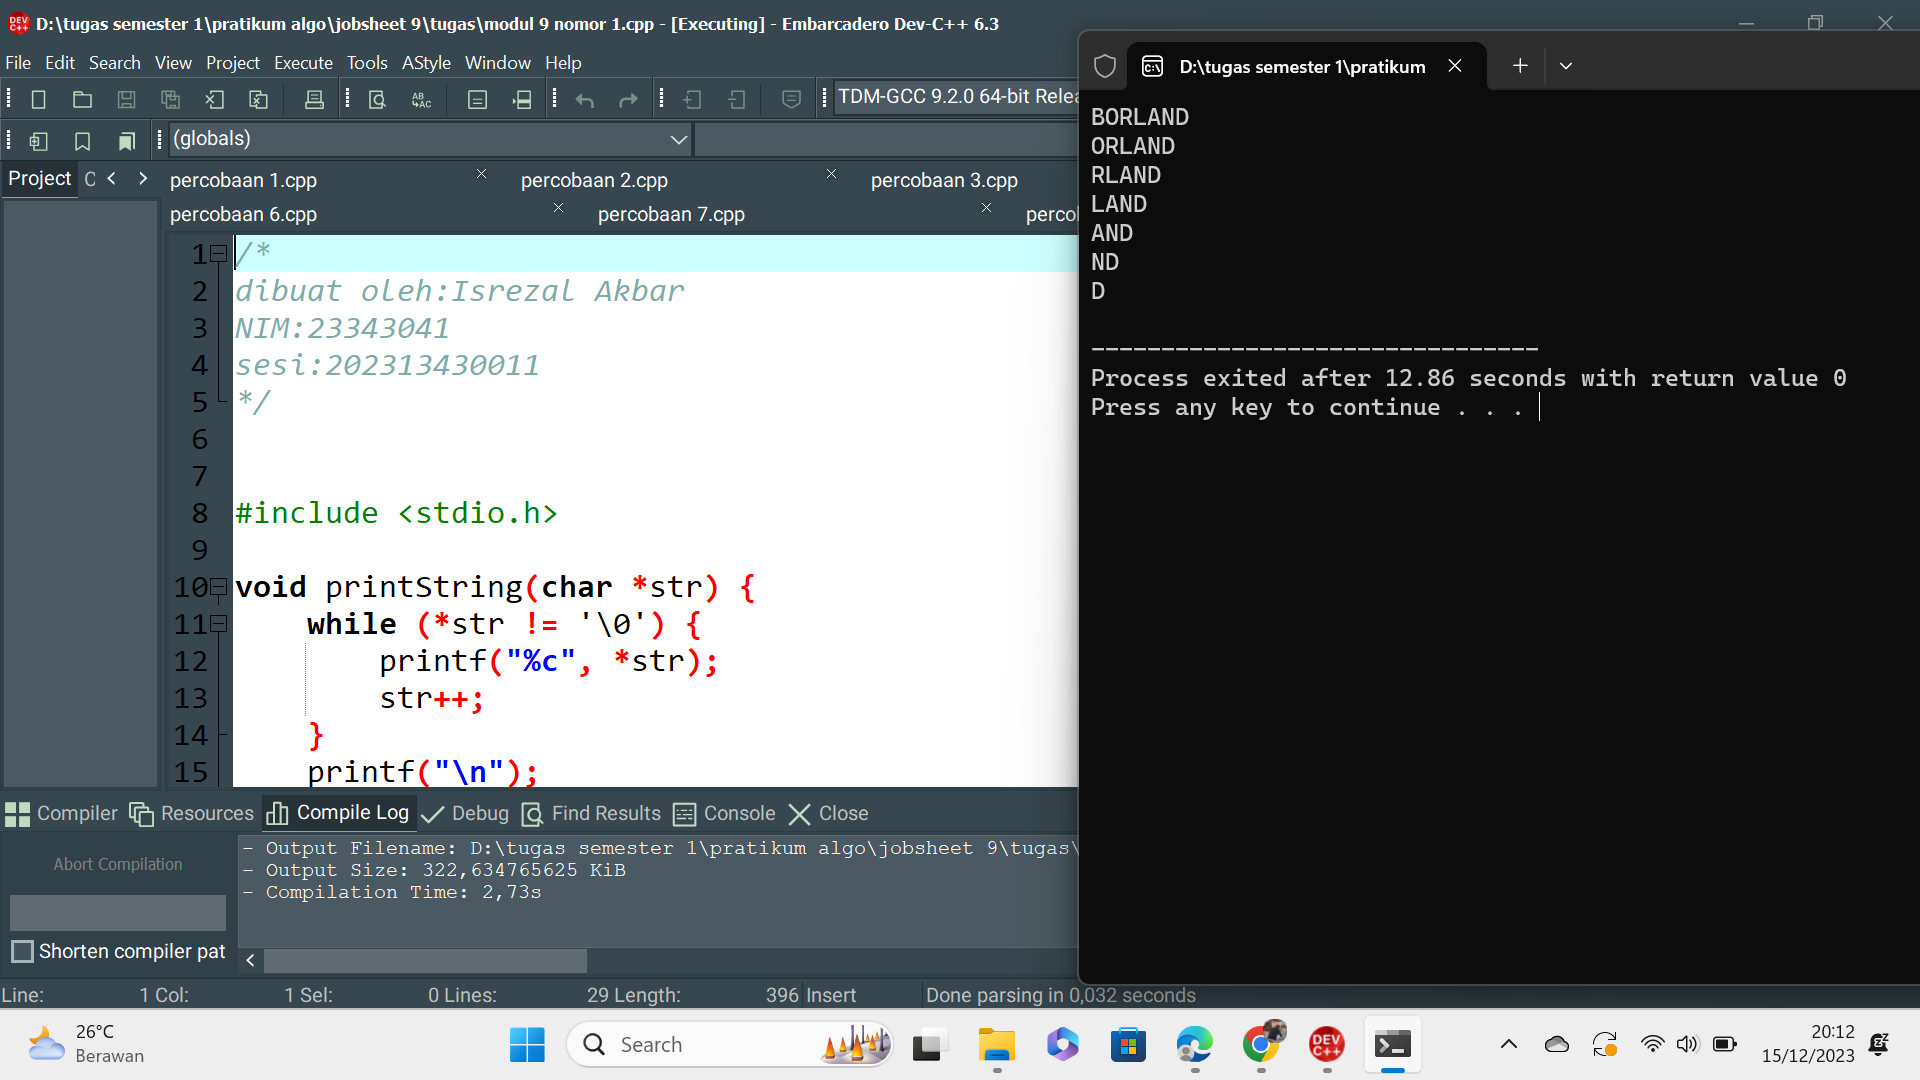 D:\tugas semester 1\pratikum algo\jobsheet 9\tugas\modul 9 nomor 1.cpp - [Executing] - Embarcadero Dev-C++ 6.3
File Edit Search View Project Execute Tools AStyle Window Help
TDM-GCC 9.2.0 64-bit Relea
(globals)
Project C
percobaan 1.cpp percobaan 2.cpp percobaan 3.cpp
percobaan 6.cpp percobaan 7.cpp perco
1 /*
2 dibuat oleh:Isrezal Akbar
3 NIM:23343041
4 sesi:202313430011
5 */
6
7
8 #include <stdio.h>
9
10 void printString(char *str) {
11 while (*str != '\0') {
12 printf("%c", *str);
13 str++;
14 }
15 printf("\n");
Compiler Resources Compile Log Debug Find Results Console Close
Abort Compilation
Shorten compiler pat
- Output Filename: D:\tugas semester 1\pratikum algo\jobsheet 9\tugas\
- Output Size: 322,634765625 KiB
- Compilation Time: 2,73s
Line: 1 Col: 1 Sel: 0 Lines: 29 Length: 396 Insert Done parsing in 0,032 seconds
D:\tugas semester 1\pratikum
BORLAND
ORLAND
RLAND
LAND
AND
ND
D
--------------------------------
Process exited after 12.86 seconds with return value 0
Press any key to continue . . .
26°C
Berawan
Search
DEV C++
20:12
15/12/2023